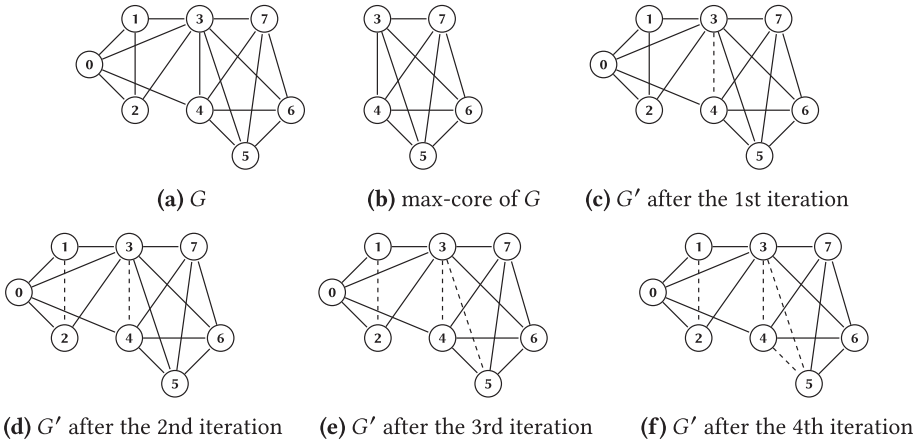 1 3 7 3 7 1 3 7
0 0
2 4 6 4 6 2 4 6
5 5 5
(a) G (b) max-core of G (c) G′ after the 1st iteration
1 3 7 1 3 7 1 3 7
0 0 0
2 4 6 2 4 6 2 4 6
5 5 5
(d) G′ after the 2nd iteration (e) G′ after the 3rd iteration (f) G′ after the 4th iteration